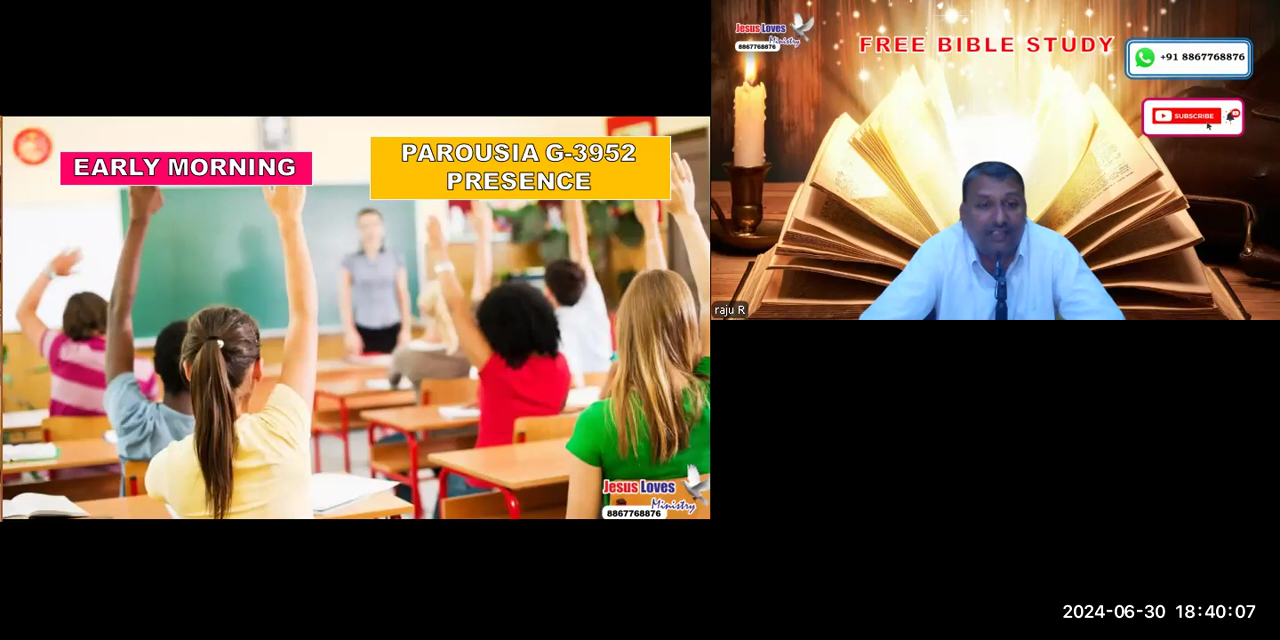 EARLY MORNING
PAROUSIA G-3952
PRESENCE
Jesus Loves
Ministry
8867768876
Jesus Loves
Ministry
8867768876
FREE BIBLE STUDY
+91 8867768876
SUBSCRIBE
raju R
2024-06-30 18:40:07